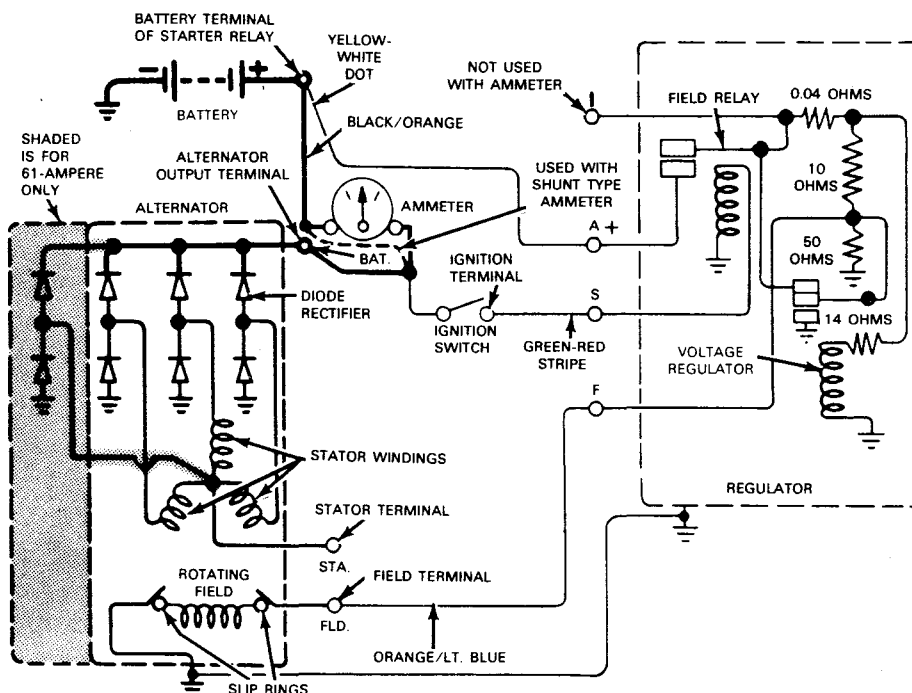 BATTERY TERMINAL
OF STARTER RELAY
YELLOW-
WHITE
DOT
NOT USED
WITH AMMETER
I
FIELD RELAY
0.04 OHMS
−
+
BATTERY
BLACK/ORANGE
SHADED
IS FOR
61-AMPERE
ONLY
ALTERNATOR
OUTPUT TERMINAL
ALTERNATOR
AMMETER
USED WITH
SHUNT TYPE
AMMETER
10
OHMS
A +
BAT.
50
OHMS
IGNITION
TERMINAL
DIODE
RECTIFIER
IGNITION
SWITCH
S
GREEN-RED
STRIPE
14 OHMS
VOLTAGE
REGULATOR
F
STATOR WINDINGS
REGULATOR
STATOR TERMINAL
STA.
ROTATING
FIELD
FIELD TERMINAL
FLD.
ORANGE/LT. BLUE
SLIP RINGS